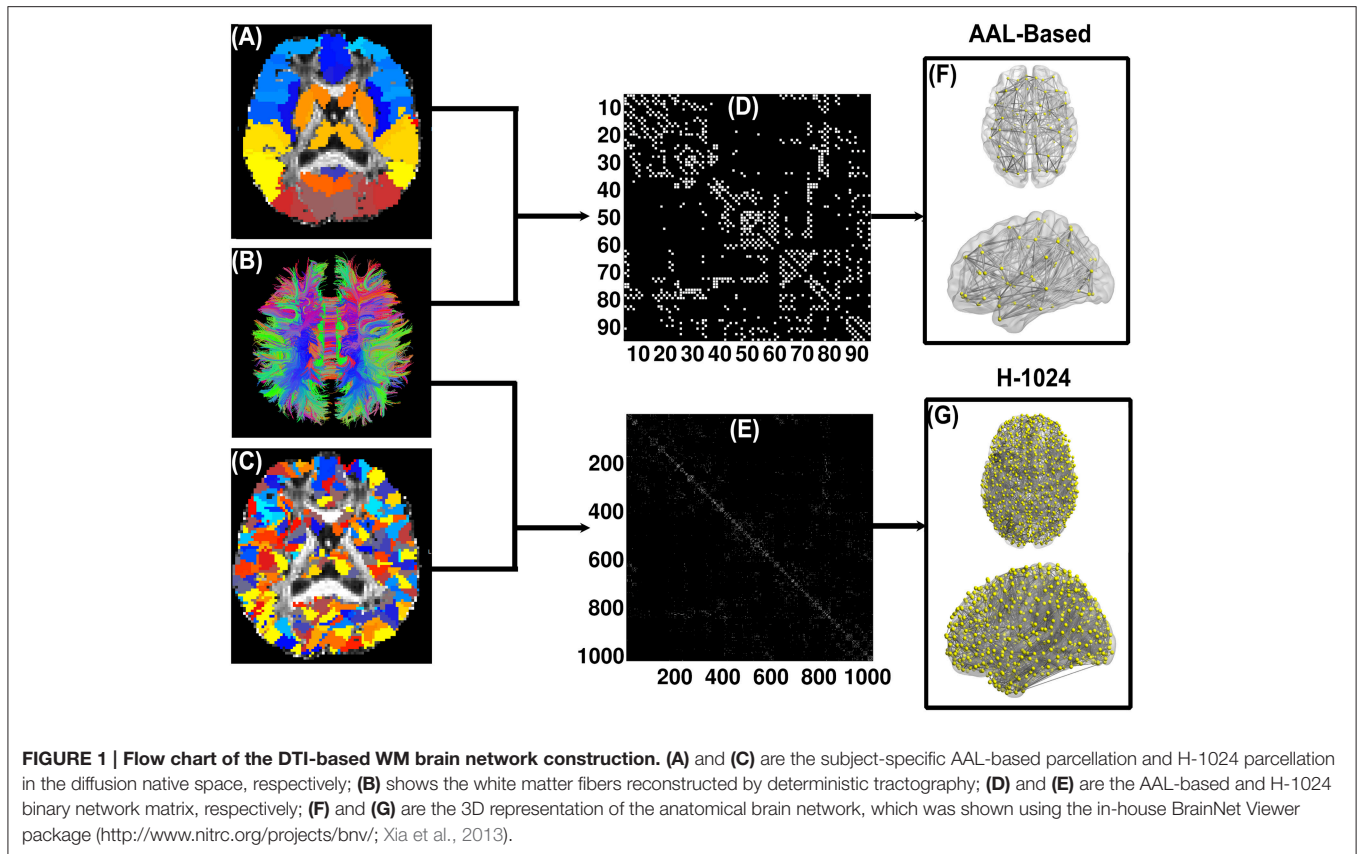 AAL-Based
(A)
(F)
(D)
10
20
30
40
50
60
70
80
90
10 20 30 40 50 60 70 80 90
(B)
H-1024
(G)
(E)
(C)
200
400
600
800
1000
200 400 600 800 1000
FIGURE 1 | Flow chart of the DTI-based WM brain network construction. (A) and (C) are the subject-specific AAL-based parcellation and H-1024 parcellation
in the diffusion native space, respectively; (B) shows the white matter fibers reconstructed by deterministic tractography; (D) and (E) are the AAL-based and H-1024
binary network matrix, respectively; (F) and (G) are the 3D representation of the anatomical brain network, which was shown using the in-house BrainNet Viewer
package (http://www.nitrc.org/projects/bnv/; Xia et al., 2013).